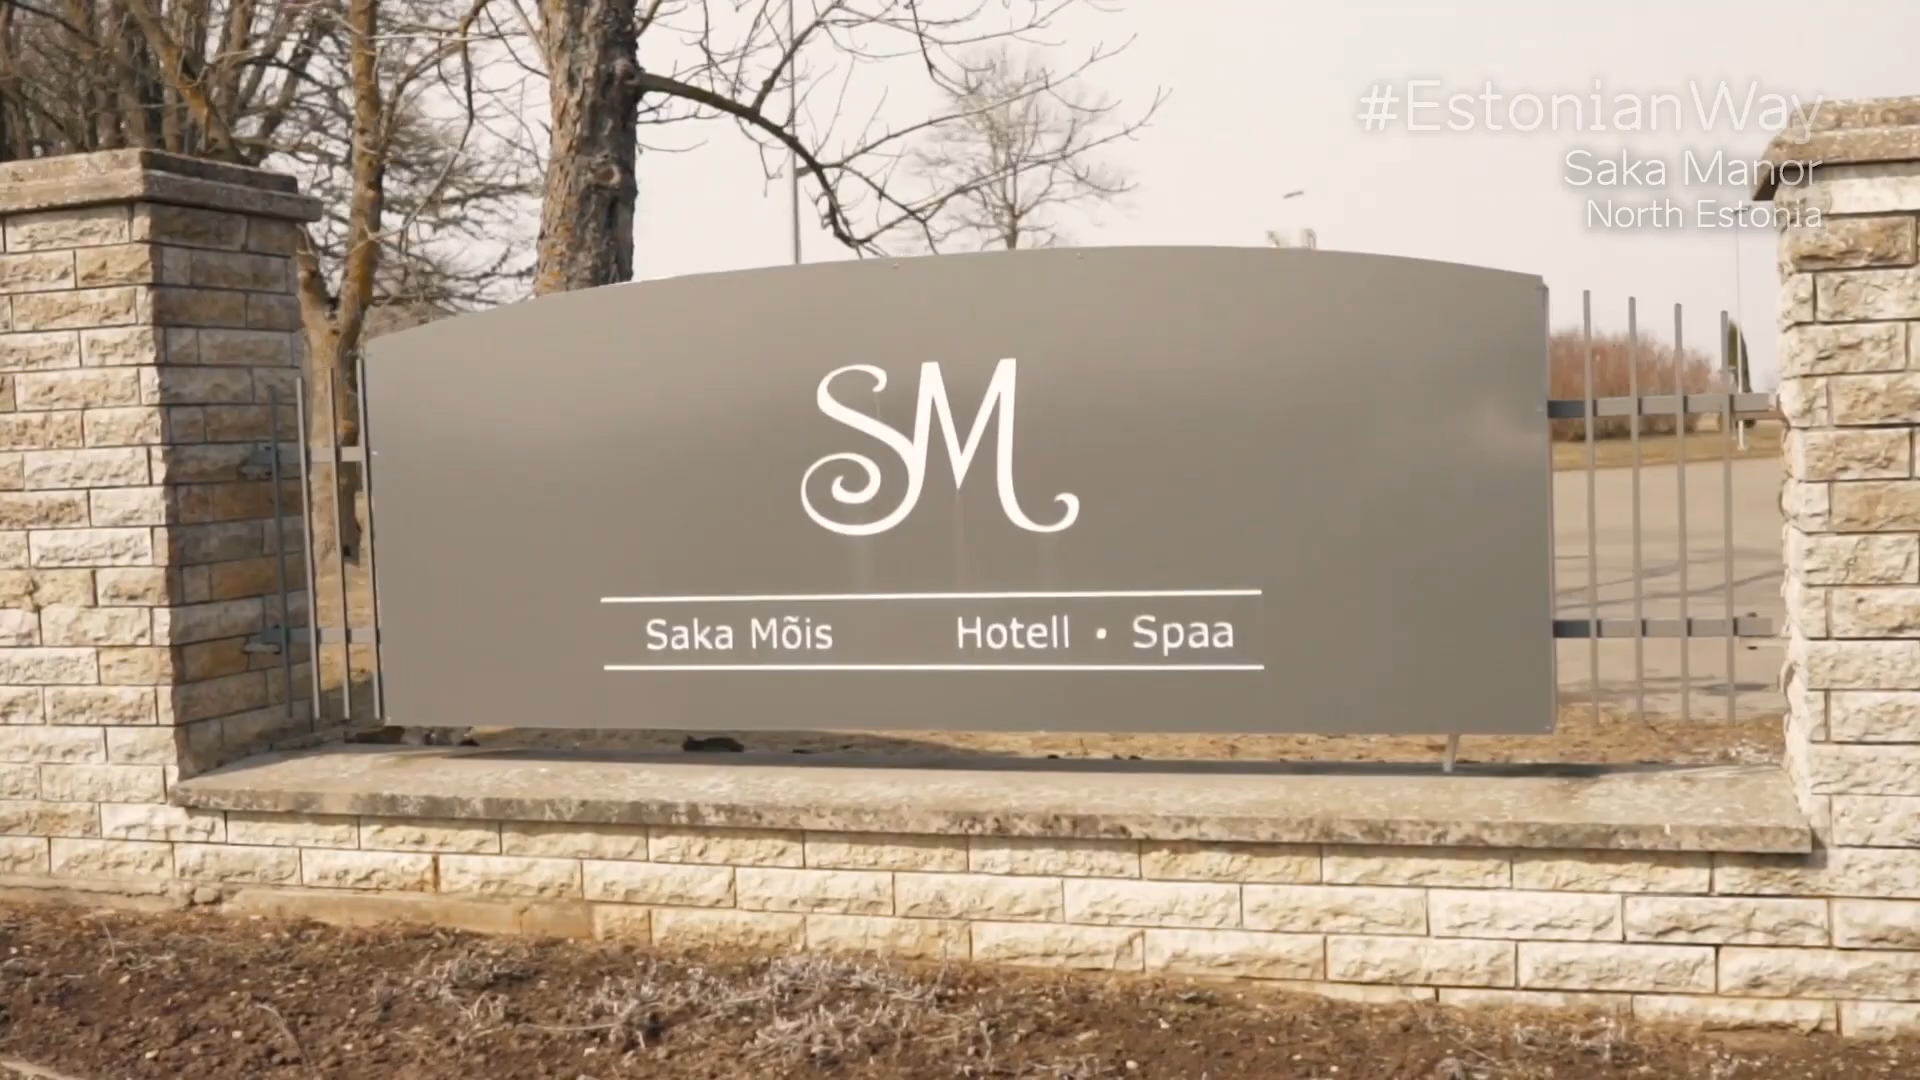 #EstonianWay
Saka Manor
North Estonia
SM
Saka Mõis Hotell • Spaa